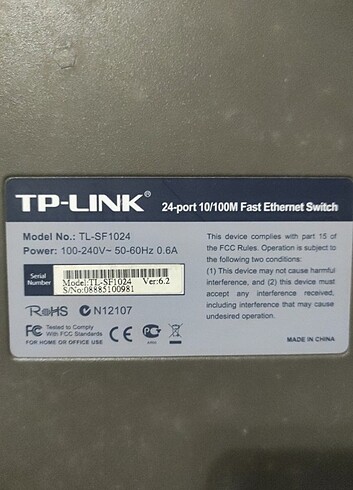 TP-LINK® 24-port 10/100M Fast Ethernet Switch
Model No.: TL-SF1024
Power: 100-240V~ 50-60Hz 0.6A
Serial Number
Model:TL-SF1024 Ver:6.2
S/No:08885100981
RoHS N12107
FC Tested to Comply
With FCC Standards
FOR HOME OR OFFICE USE
CE
This device complies with part 15 of
the FCC Rules. Operation is subject to
the following two conditions:
(1) This device may not cause harmful
interference, and (2) this device must
accept any interference received,
including interference that may cause
undesired operation.
MADE IN CHINA